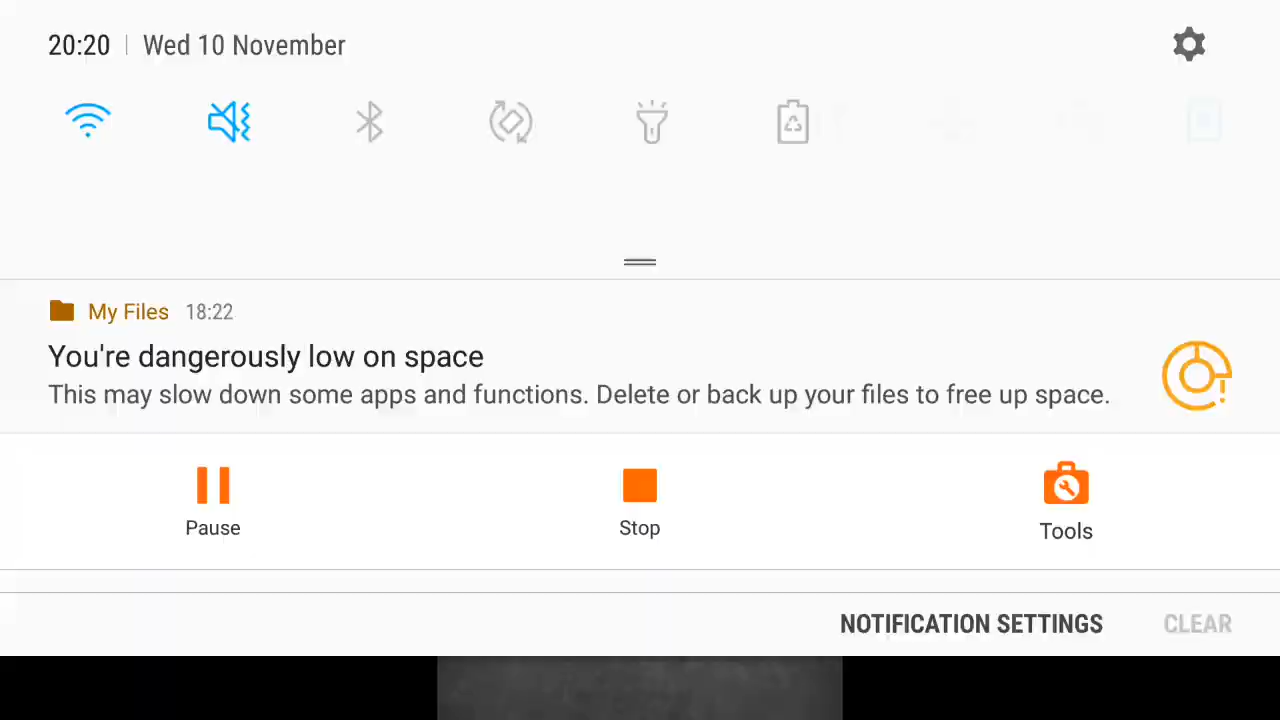 20:20 | Wed 10 November
My Files 18:22
You're dangerously low on space
This may slow down some apps and functions. Delete or back up your files to free up space.
Pause Stop Tools
NOTIFICATION SETTINGS CLEAR